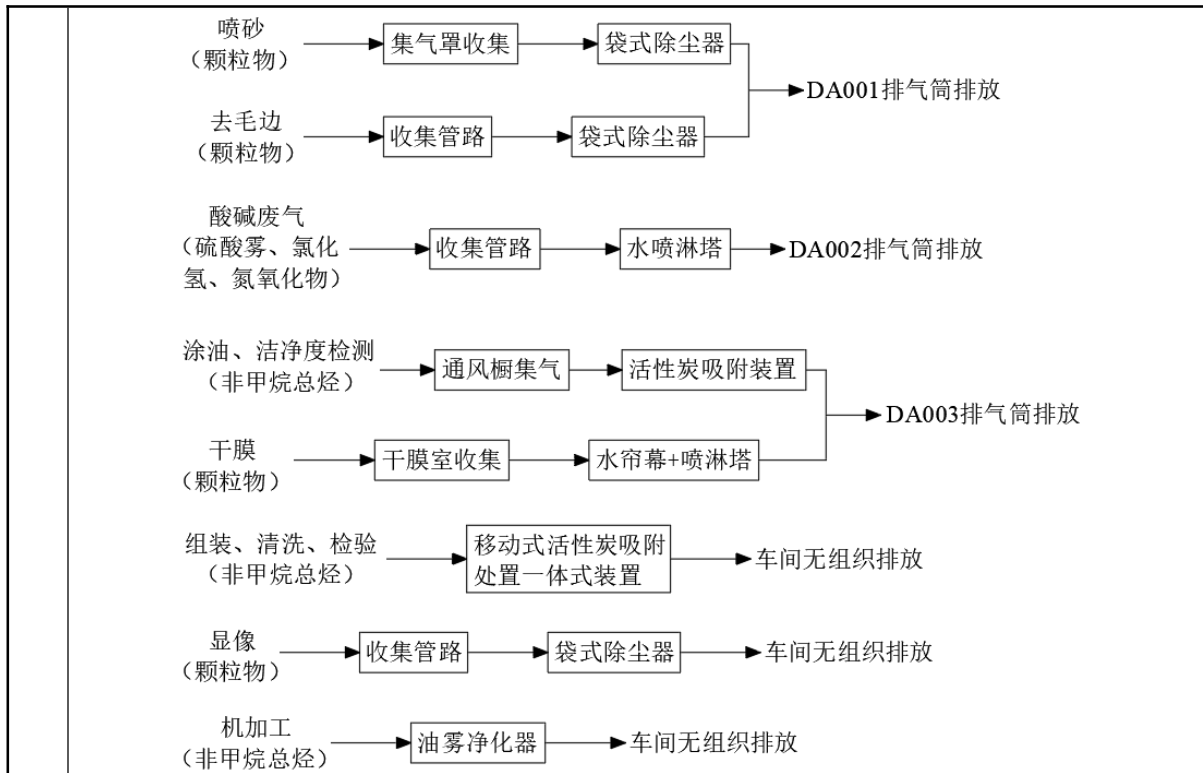 喷砂
（颗粒物）
集气罩收集
袋式除尘器
DA001排气筒排放
去毛边
（颗粒物）
收集管路
袋式除尘器
酸碱废气
（硫酸雾、氯化
氢、氮氧化物）
收集管路
水喷淋塔
DA002排气筒排放
涂油、洁净度检测
（非甲烷总烃）
通风橱集气
活性炭吸附装置
DA003排气筒排放
干膜
（颗粒物）
干膜室收集
水帘幕+喷淋塔
组装、清洗、检验
（非甲烷总烃）
移动式活性炭吸附
处置一体式装置
车间无组织排放
显像
（颗粒物）
收集管路
袋式除尘器
车间无组织排放
机加工
（非甲烷总烃）
油雾净化器
车间无组织排放